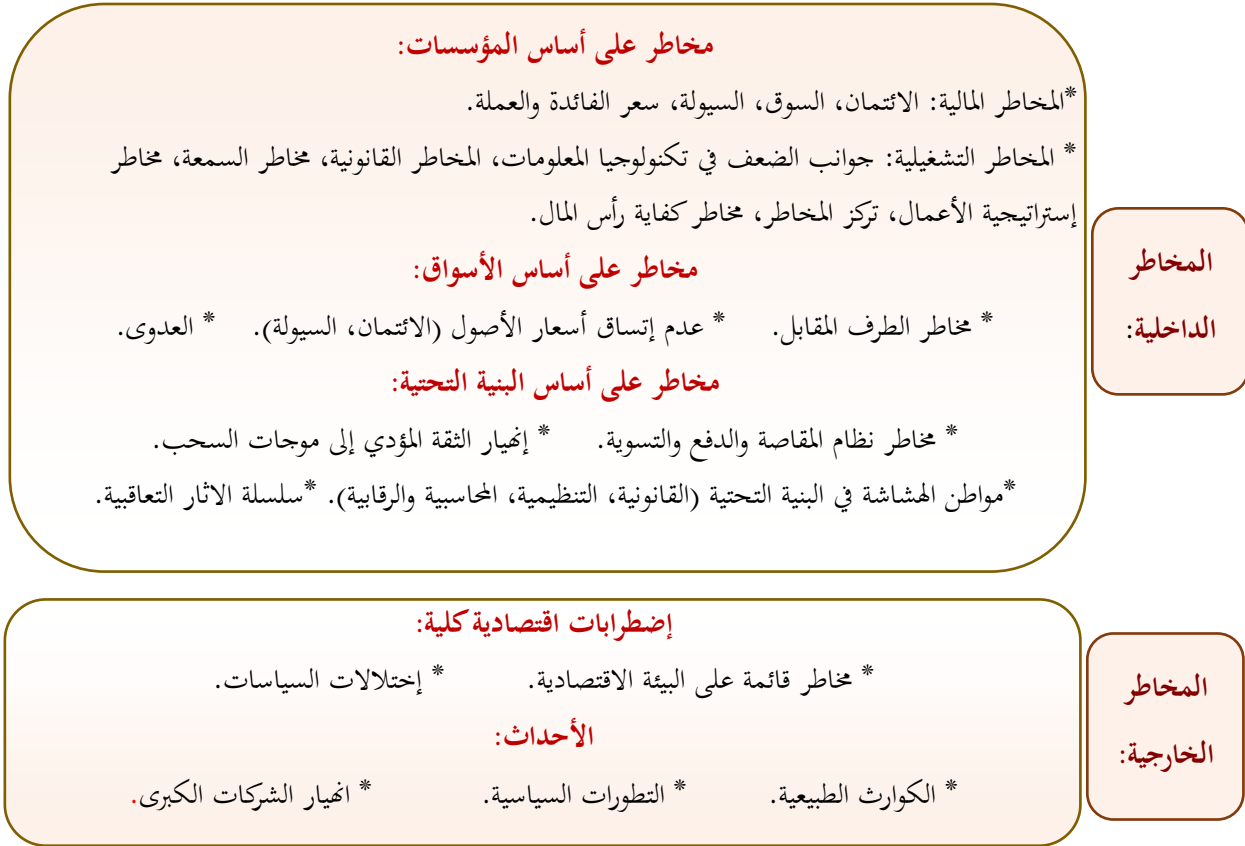 المخاطر
الداخلية:
مخاطر على أساس المؤسسات:
*المخاطر المالية: الائتمان، السوق، السيولة، سعر الفائدة والعملة.
* المخاطر التشغيلية: جوانب الضعف في تكنولوجيا المعلومات، المخاطر القانونية، مخاطر السمعة، مخاطر
إستراتيجية الأعمال، تركز المخاطر، مخاطر كفاية رأس المال.
مخاطر على أساس الأسواق:
* مخاطر الطرف المقابل. * عدم إتساق أسعار الأصول (الائتمان، السيولة). * العدوى.
مخاطر على أساس البنية التحتية:
* مخاطر نظام المقاصة والدفع والتسوية. * إنهيار الثقة المؤدي إلى موجات السحب.
*مواطن الهشاشة في البنية التحتية (القانونية، التنظيمية، المحاسبية والرقابية). *سلسلة الاثار التعاقبية.
المخاطر
الخارجية:
إضطرابات اقتصادية كلية:
* مخاطر قائمة على البيئة الاقتصادية. * إختلالات السياسات.
الأحداث:
* الكوارث الطبيعية. * التطورات السياسية. * انهيار الشركات الكبرى.